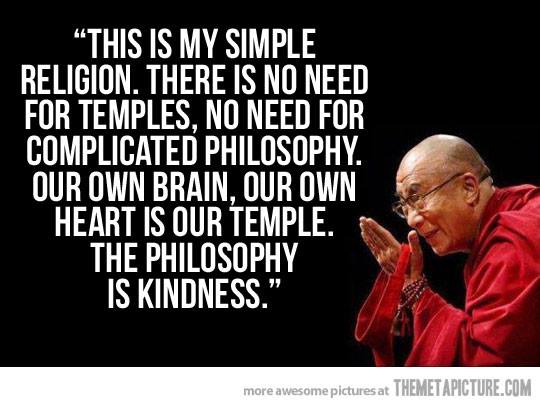 “THIS IS MY SIMPLE
RELIGION. THERE IS NO NEED
FOR TEMPLES, NO NEED FOR
COMPLICATED PHILOSOPHY.
OUR OWN BRAIN, OUR OWN
HEART IS OUR TEMPLE.
THE PHILOSOPHY
IS KINDNESS.”
more awesome pictures at THEMETAPICTURE.COM